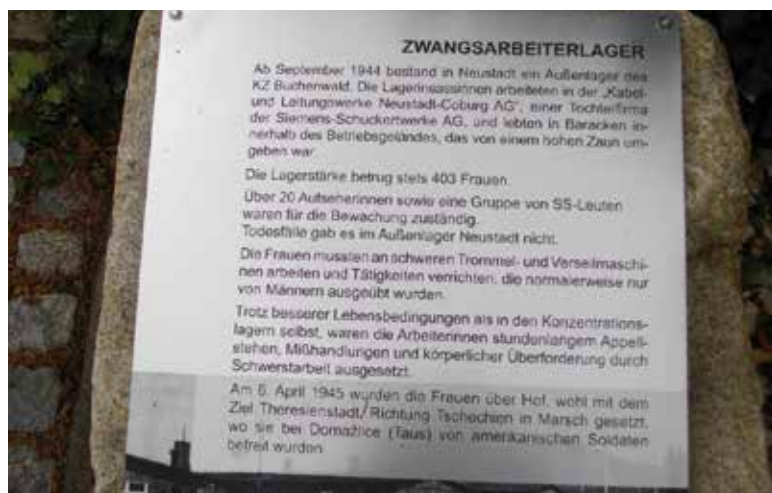 ZWANGSARBEITERLAGER
Ab September 1944 bestand in Neustadt ein Außenlager des
KZ Buchenwald. Die Lagerinsassinnen arbeiteten in der „Kabel-
und Leitungswerke Neustadt-Coburg AG“, einer Tochterfirma
der Siemens-Schuckertwerke AG, und lebten in Baracken in-
nerhalb des Betriebsgeländes, das von einem hohen Zaun um-
geben war.
Die Lagerstärke betrug stets 403 Frauen.
Über 20 Aufseherinnen sowie eine Gruppe von SS-Leuten
waren für die Bewachung zuständig.
Todesfälle gab es im Außenlager Neustadt nicht.
Die Frauen mussten an schweren Trommel- und Verseilmaschi-
nen arbeiten und Tätigkeiten verrichten, die normalerweise nur
von Männern ausgeübt wurden.
Trotz besserer Lebensbedingungen als in den Konzentrations-
lagern selbst, waren die Arbeiterinnen stundenlangem Appell-
stehen, Mißhandlungen und körperlicher Überforderung durch
Schwerstarbeit ausgesetzt.
Am 6. April 1945 wurden die Frauen über Hof, wohl mit dem
Ziel Theresienstadt/ Richtung Tschechien in Marsch gesetzt,
wo sie bei Domažlice (Taus) von amerikanischen Soldaten
befreit wurden.